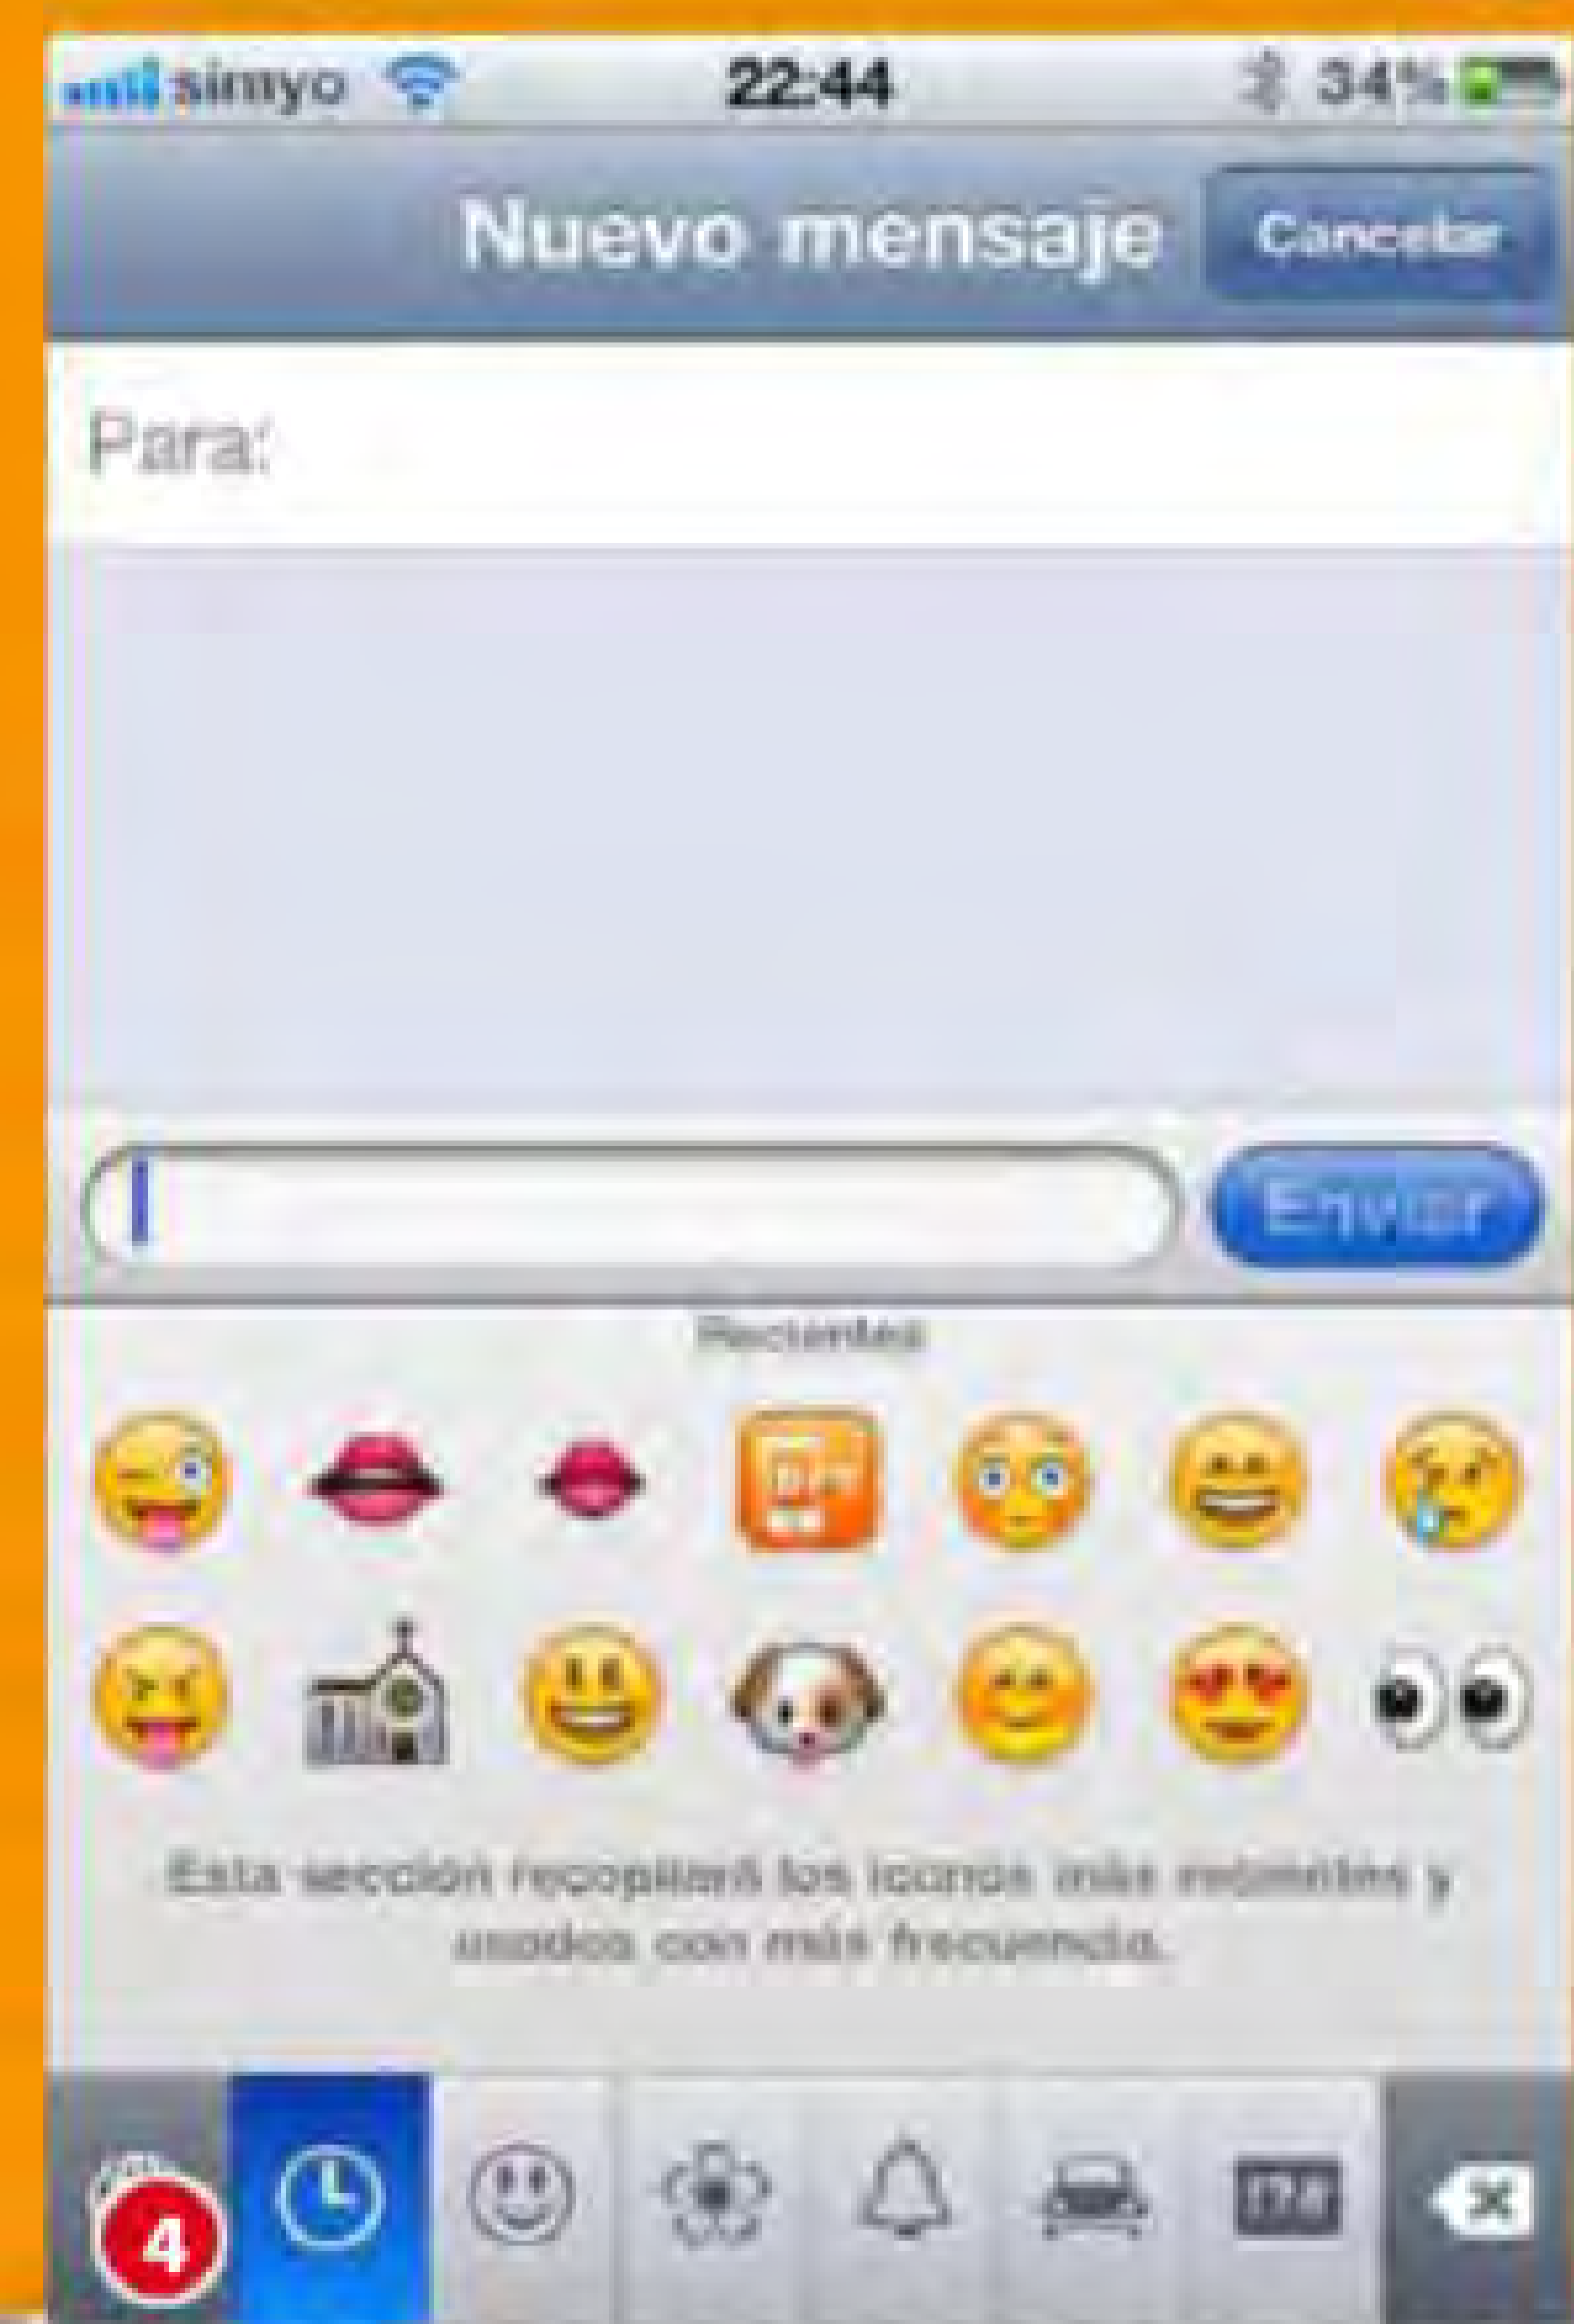 simyo 22:44 34%
Nuevo mensaje Cancelar
Para:
Enviar
Recientes
Esta sección recopilará los iconos más recientes y
usados con más frecuencia.
4